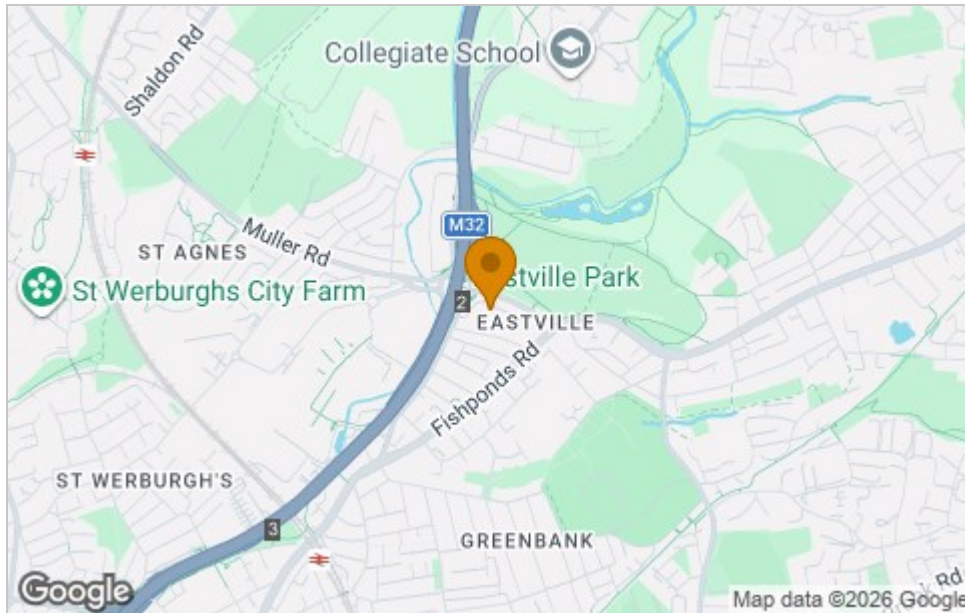 Shaldon Rd
Collegiate School
M32
Muller Rd
ST AGNES
St Werburghs City Farm
stville Park
2
EASTVILLE
Fishponds Rd
ST WERBURGH'S
3
GREENBANK
Rd
Google
Map data ©2026 Google